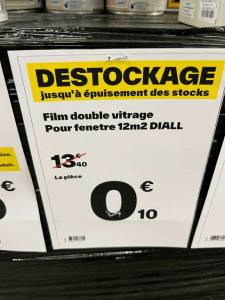 DESTOCKAGE
jusqu'à épuisement des stocks
Film double vitrage
Pour fenetre 12m2 DIALL
13€40
La pièce
0€10
€
€